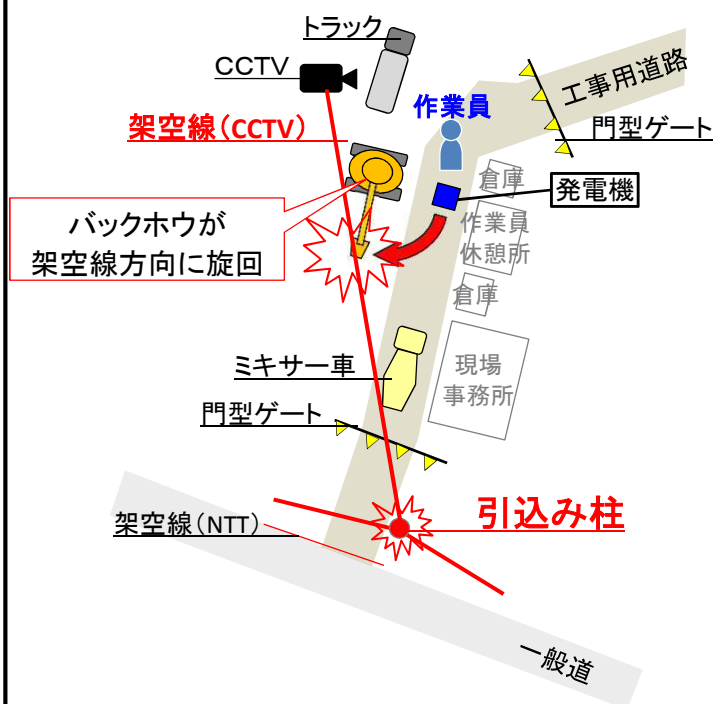 トラック
CCTV
工事用道路
作業員
架空線（CCTV）
門型ゲート
倉庫
発電機
バックホウが
架空線方向に旋回
作業員
休憩所
倉庫
ミキサー車
現場
事務所
門型ゲート
引込み柱
架空線（NTT）
一般道